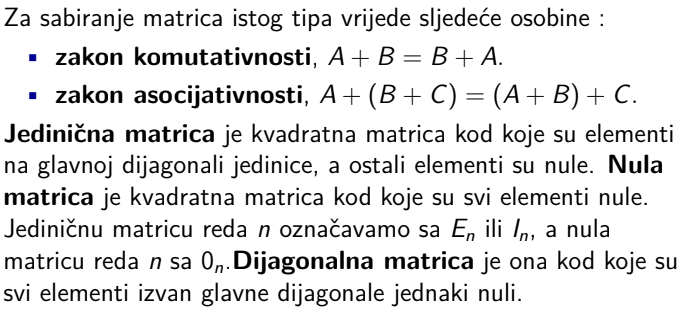 Za sabiranje matrica istog tipa vrijede sljedeće osobine :
▪ zakon komutativnosti, A + B = B + A.
▪ zakon asocijativnosti, A + (B + C) = (A + B) + C.
Jedinična matrica je kvadratna matrica kod koje su elementi
na glavnoj dijagonali jedinice, a ostali elementi su nule. Nula
matrica je kvadratna matrica kod koje su svi elementi nule.
Jediničnu matricu reda n označavamo sa Eₙ ili Iₙ, a nula
matricu reda n sa 0ₙ.Dijagonalna matrica je ona kod koje su
svi elementi izvan glavne dijagonale jednaki nuli.